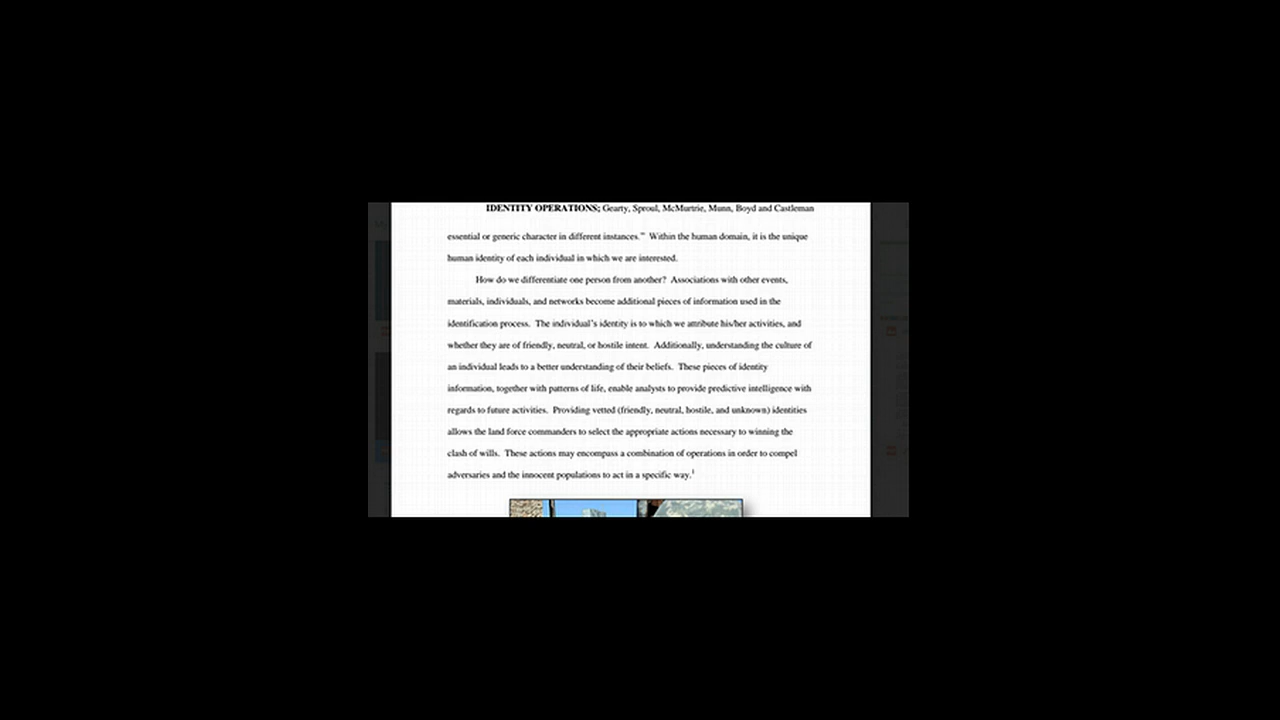 IDENTITY OPERATIONS; Gearty, Sproul, McMurtrie, Munn, Boyd and Castleman
essential or generic character in different instances.” Within the human domain, it is the unique
human identity of each individual in which we are interested.
How do we differentiate one person from another? Associations with other events,
materials, individuals, and networks become additional pieces of information used in the
identification process. The individual’s identity is to which we attribute his/her activities, and
whether they are of friendly, neutral, or hostile intent. Additionally, understanding the culture of
an individual leads to a better understanding of their beliefs. These pieces of identity
information, together with patterns of life, enable analysts to provide predictive intelligence with
regards to future activities. Providing vetted (friendly, neutral, hostile, and unknown) identities
allows the land force commanders to select the appropriate actions necessary to winning the
clash of wills. These actions may encompass a combination of operations in order to compel
adversaries and the innocent populations to act in a specific way.¹